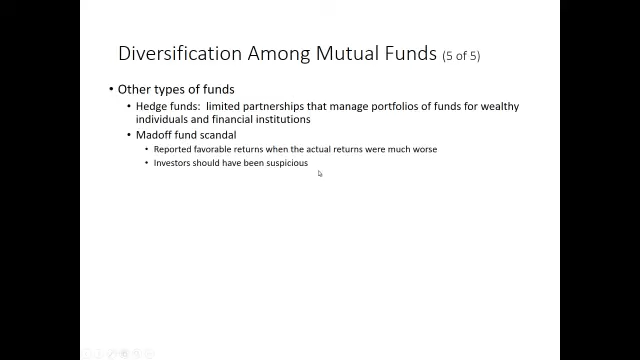 Diversification Among Mutual Funds (5 of 5)
• Other types of funds
• Hedge funds: limited partnerships that manage portfolios of funds for wealthy
individuals and financial institutions
• Madoff fund scandal
• Reported favorable returns when the actual returns were much worse
• Investors should have been suspicious